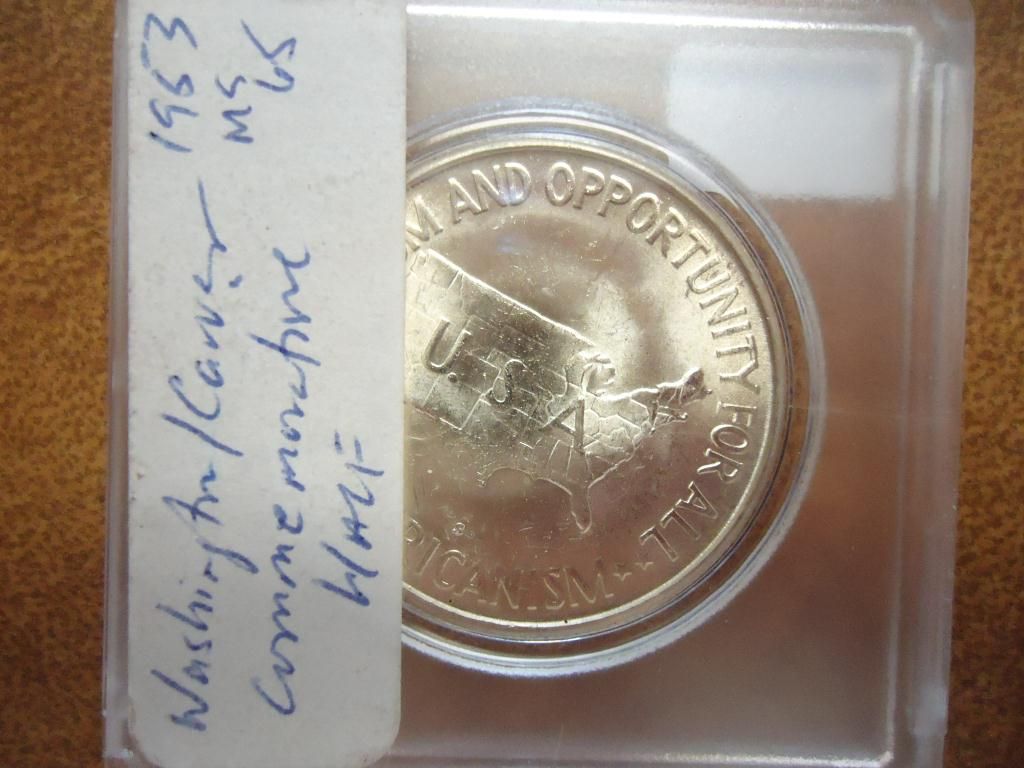 Washington/Carver 1953
Commemorative MS
HALF 65
M AND OPPORTUNITY FOR ALL
RICANISM
U.S.A